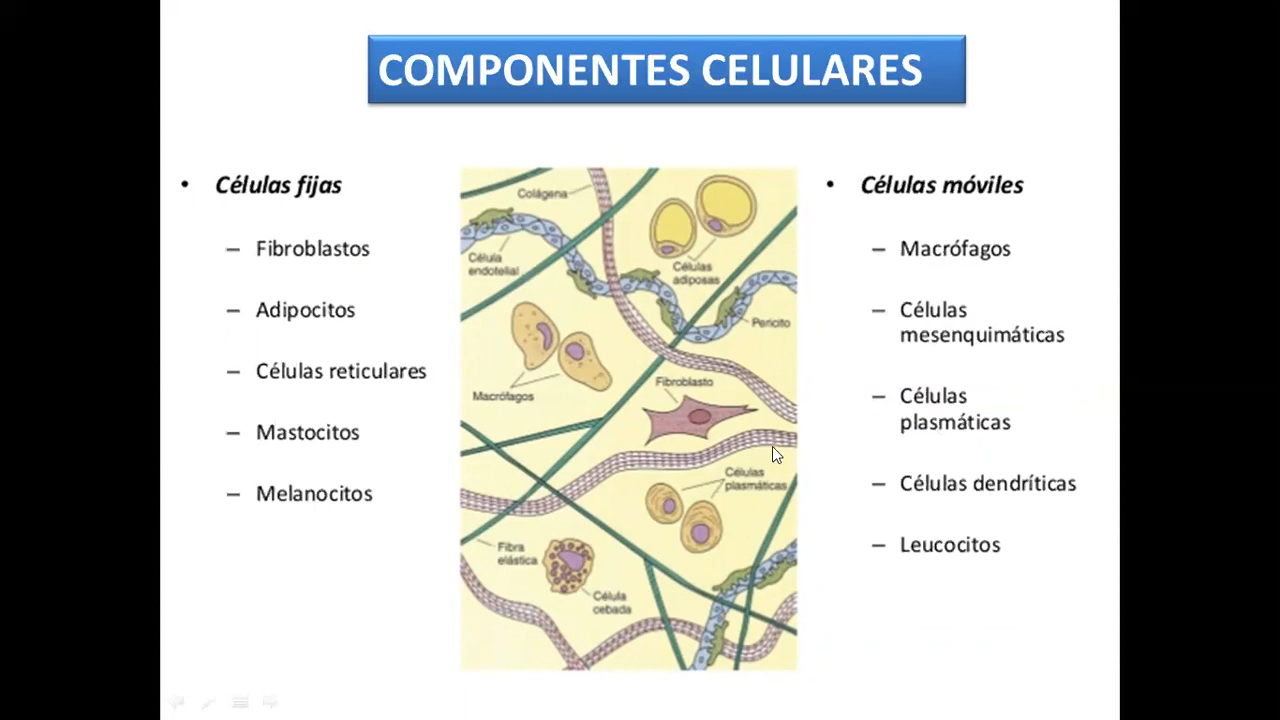 COMPONENTES CELULARES
• Células fijas
– Fibroblastos
– Adipocitos
– Células reticulares
– Mastocitos
– Melanocitos
Colágena
Célula
endotelial
Células
adiposas
Pericito
Macrófagos
Fibroblasto
Células
plasmáticas
Fibra
elástica
Célula
cebada
• Células móviles
– Macrófagos
– Células
mesenquimáticas
– Células
plasmáticas
– Células dendríticas
– Leucocitos